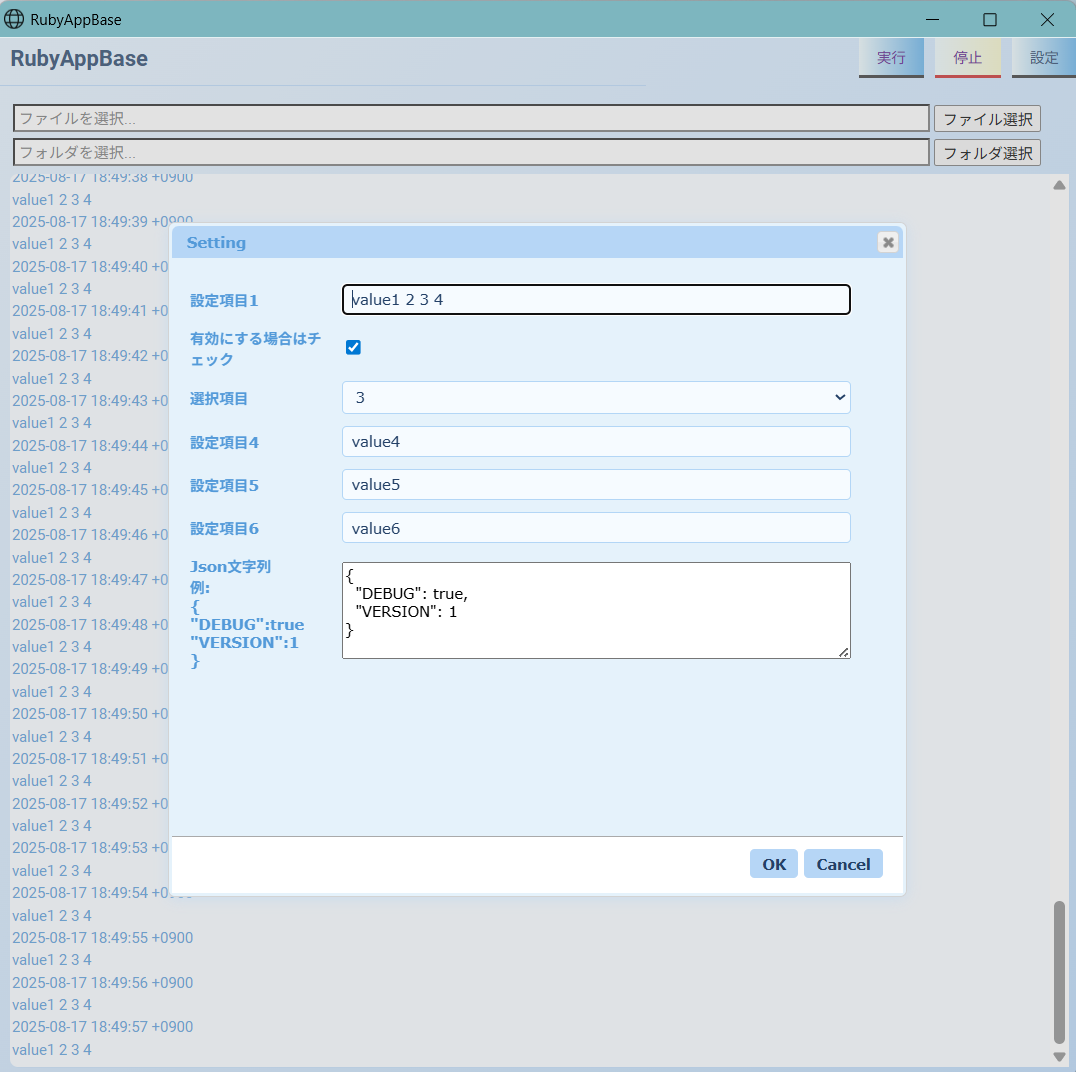 RubyAppBase
RubyAppBase
実行
停止
設定
ファイルを選択...
ファイル選択
フォルダを選択...
フォルダ選択
2025-08-17 18:49:38 +0900
value1 2 3 4
2025-08-17 18:49:39 +0900
value1 2 3 4
2025-08-17 18:49:40 +0
value1 2 3 4
2025-08-17 18:49:41 +0
value1 2 3 4
2025-08-17 18:49:42 +0
value1 2 3 4
2025-08-17 18:49:43 +0
value1 2 3 4
2025-08-17 18:49:44 +0
value1 2 3 4
2025-08-17 18:49:45 +0
value1 2 3 4
2025-08-17 18:49:46 +0
value1 2 3 4
2025-08-17 18:49:47 +0
value1 2 3 4
2025-08-17 18:49:48 +0
value1 2 3 4
2025-08-17 18:49:49 +0
value1 2 3 4
2025-08-17 18:49:50 +0
value1 2 3 4
2025-08-17 18:49:51 +0
value1 2 3 4
2025-08-17 18:49:52 +0
value1 2 3 4
2025-08-17 18:49:53 +0
value1 2 3 4
2025-08-17 18:49:54 +0900
value1 2 3 4
2025-08-17 18:49:55 +0900
value1 2 3 4
2025-08-17 18:49:56 +0900
value1 2 3 4
2025-08-17 18:49:57 +0900
value1 2 3 4
Setting
設定項目1
value1 2 3 4
有効にする場合はチ
ェック
選択項目
3
設定項目4
value4
設定項目5
value5
設定項目6
value6
Json文字列
例:
{
"DEBUG":true
"VERSION":1
}
{
"DEBUG": true,
"VERSION": 1
}
OK
Cancel